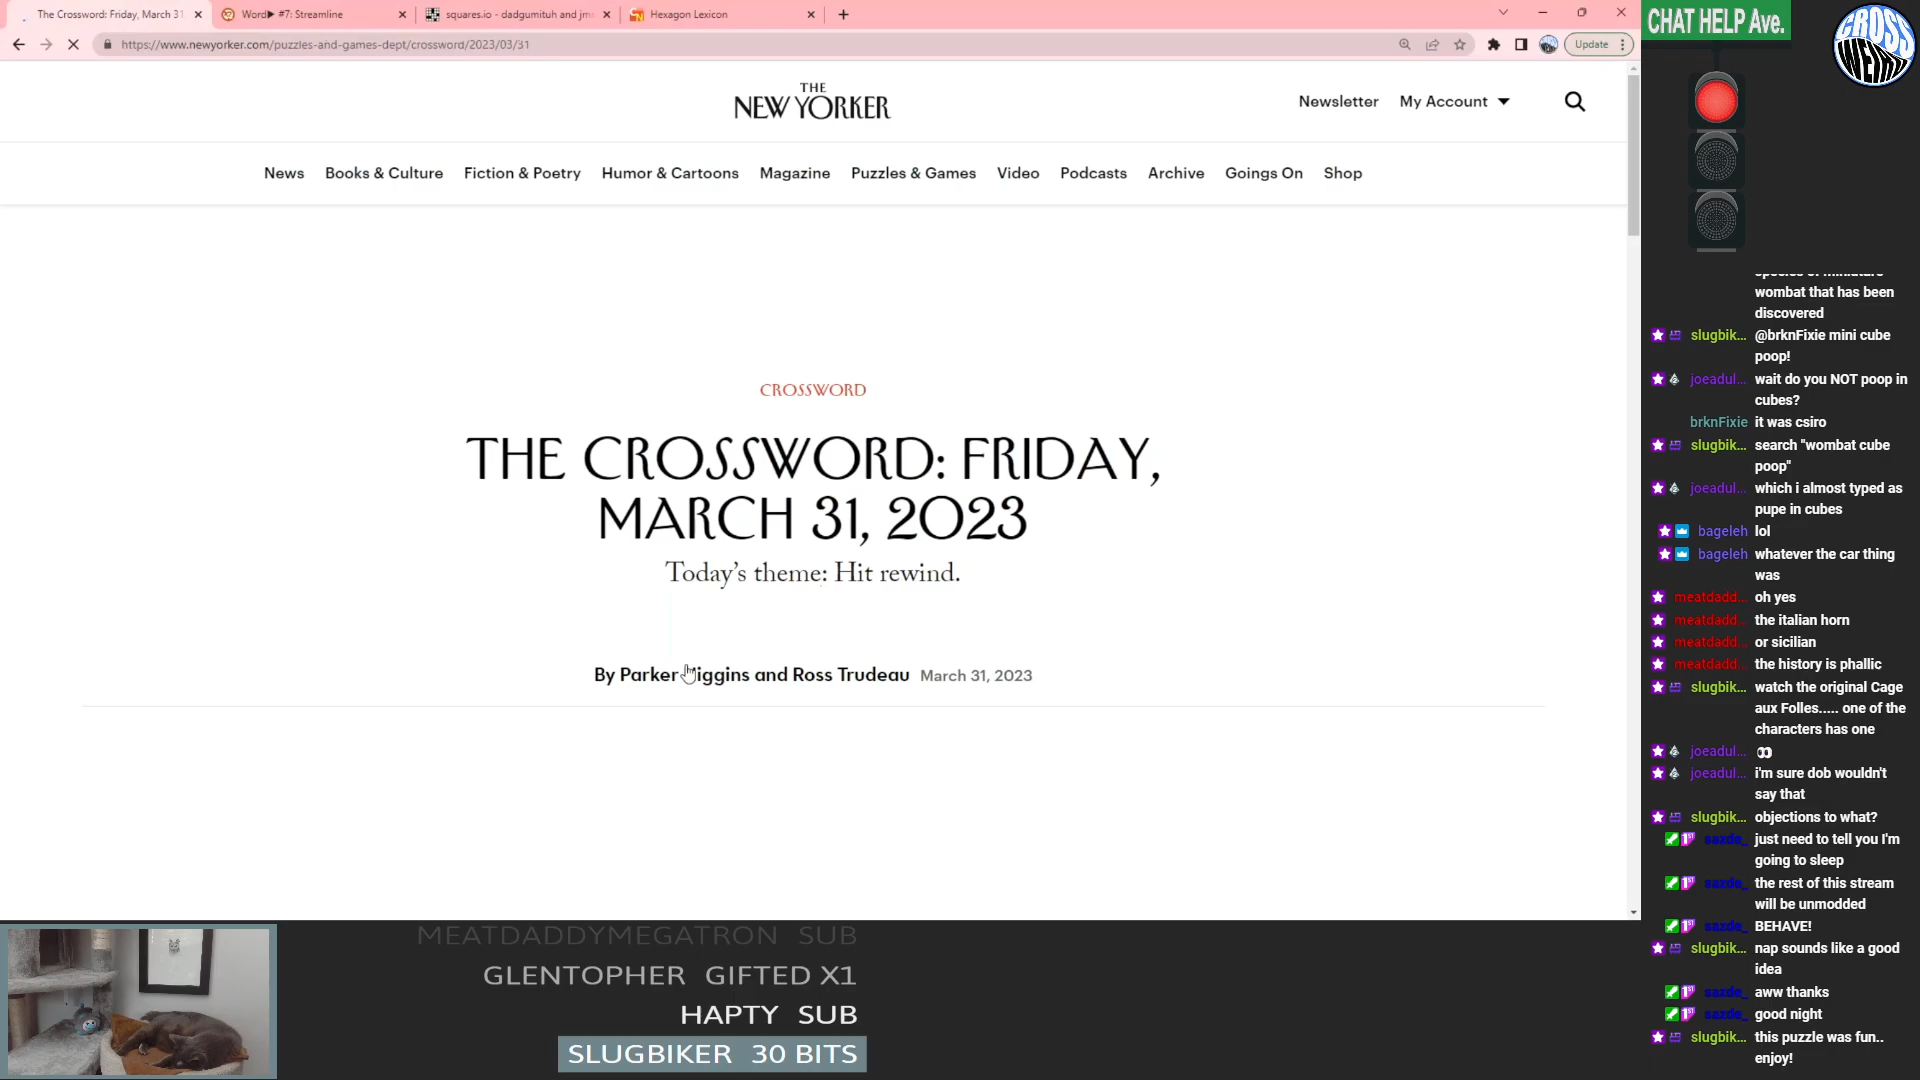 The Crossword: Friday, March 31
Word▶ #7: Streamline
squares.io - dadgumituh and jm
Hexagon Lexicon
https://www.newyorker.com/puzzles-and-games-dept/crossword/2023/03/31
Update
THE
NEW YORKER
Newsletter
My Account
News
Books & Culture
Fiction & Poetry
Humor & Cartoons
Magazine
Puzzles & Games
Video
Podcasts
Archive
Goings On
Shop
CROSSWORD
THE CROSSWORD: FRIDAY,
MARCH 31, 2023
Today's theme: Hit rewind.
By Parker Higgins and Ross Trudeau March 31, 2023
CHAT HELP Ave.
CROSS
WEIRD
species of miniature
wombat that has been
discovered
slugbik... @brknFixie mini cube
poop!
joeadul... wait do you NOT poop in
cubes?
brknFixie it was csiro
slugbik... search "wombat cube
poop"
joeadul... which i almost typed as
pupe in cubes
bageleh lol
bageleh whatever the car thing
was
meatdadd... oh yes
meatdadd... the italian horn
meatdadd... or sicilian
meatdadd... the history is phallic
slugbik... watch the original Cage
aux Folles..... one of the
characters has one
joeadul...
joeadul... i'm sure dob wouldn't
say that
slugbik... objections to what?
sazde_ just need to tell you I'm
going to sleep
sazde_ the rest of this stream
will be unmodded
sazde_ BEHAVE!
slugbik... nap sounds like a good
idea
sazde_ aww thanks
sazde_ good night
slugbik... this puzzle was fun..
enjoy!
MEATDADDYMEGATRON SUB
GLENTOPHER GIFTED X1
HAPTY SUB
SLUGBIKER 30 BITS